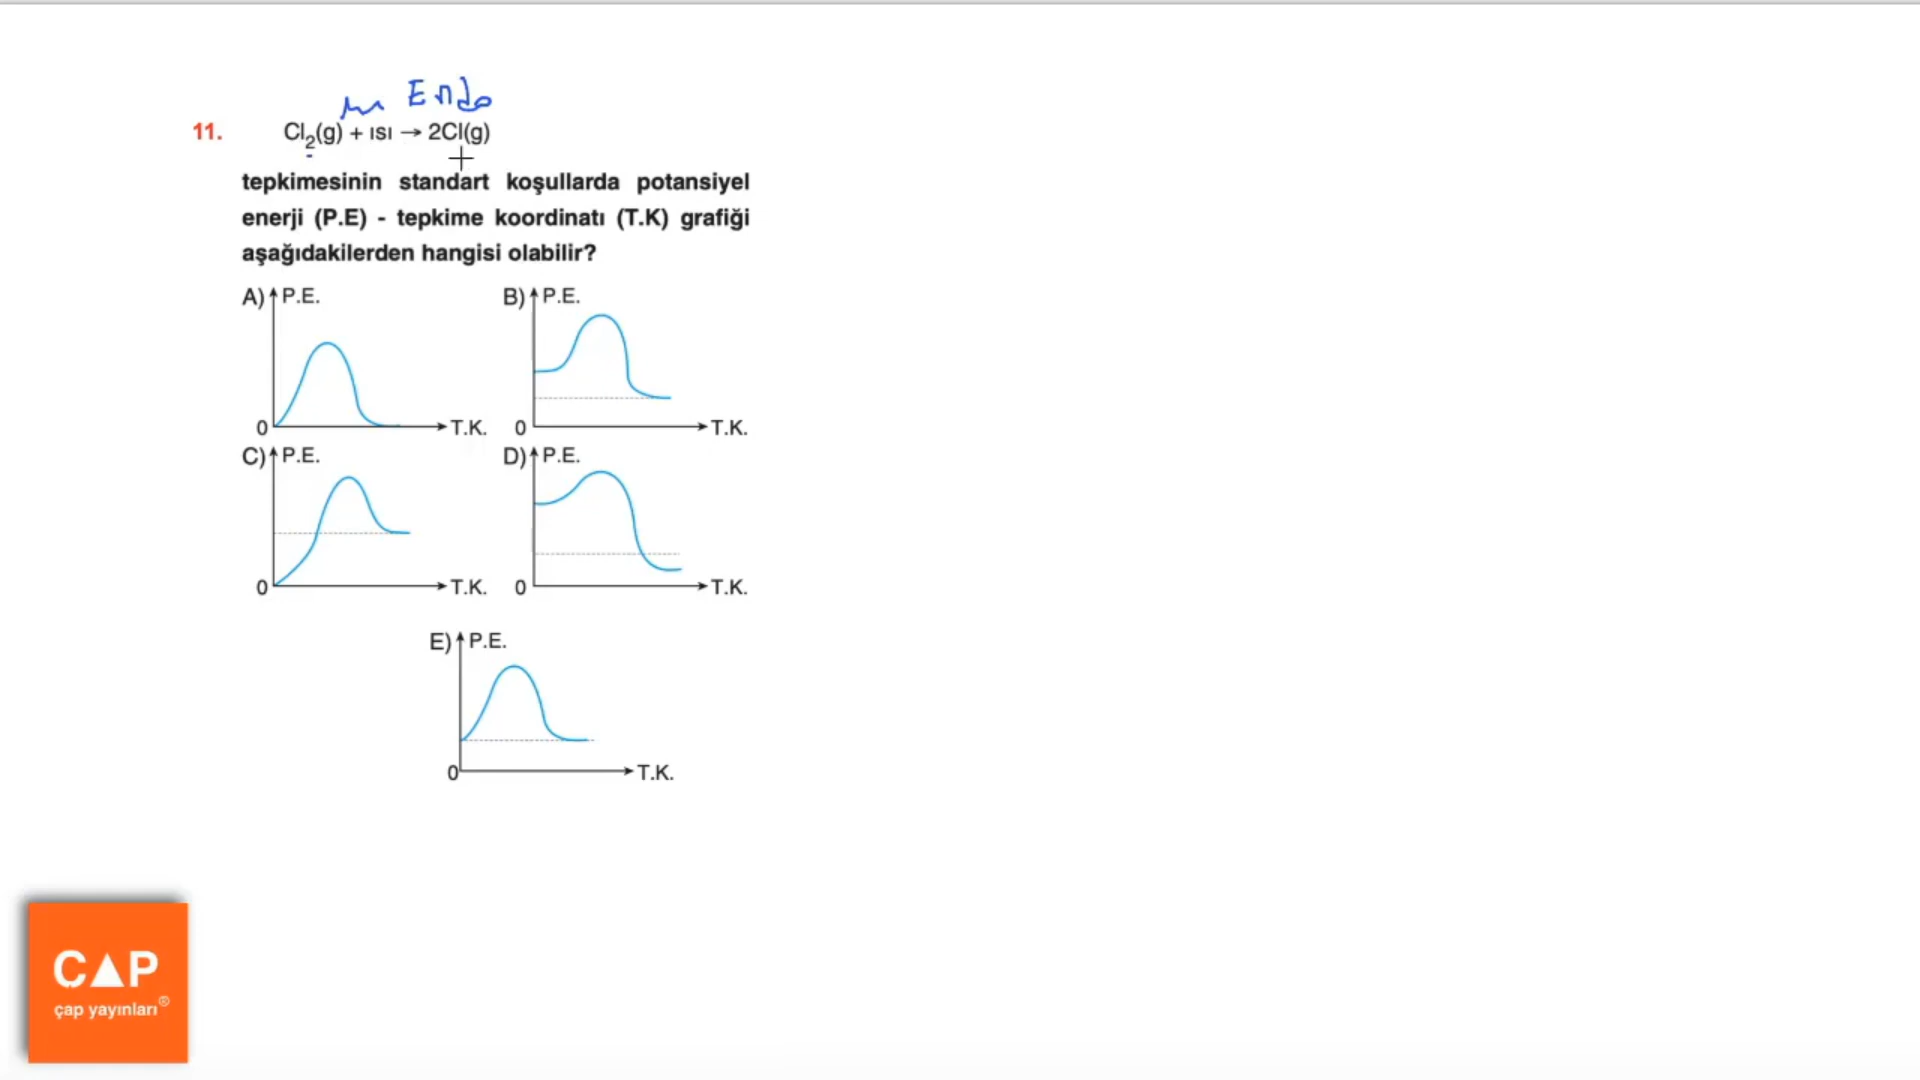 Endo
11. Cl₂(g) + ısı → 2Cl(g)
tepkimesinin standart koşullarda potansiyel
enerji (P.E) - tepkime koordinatı (T.K) grafiği
aşağıdakilerden hangisi olabilir?
A) P.E.
0 T.K.
B) P.E.
0 T.K.
C) P.E.
0 T.K.
D) P.E.
0 T.K.
E) P.E.
0 T.K.
ÇAP
çap yayınları®